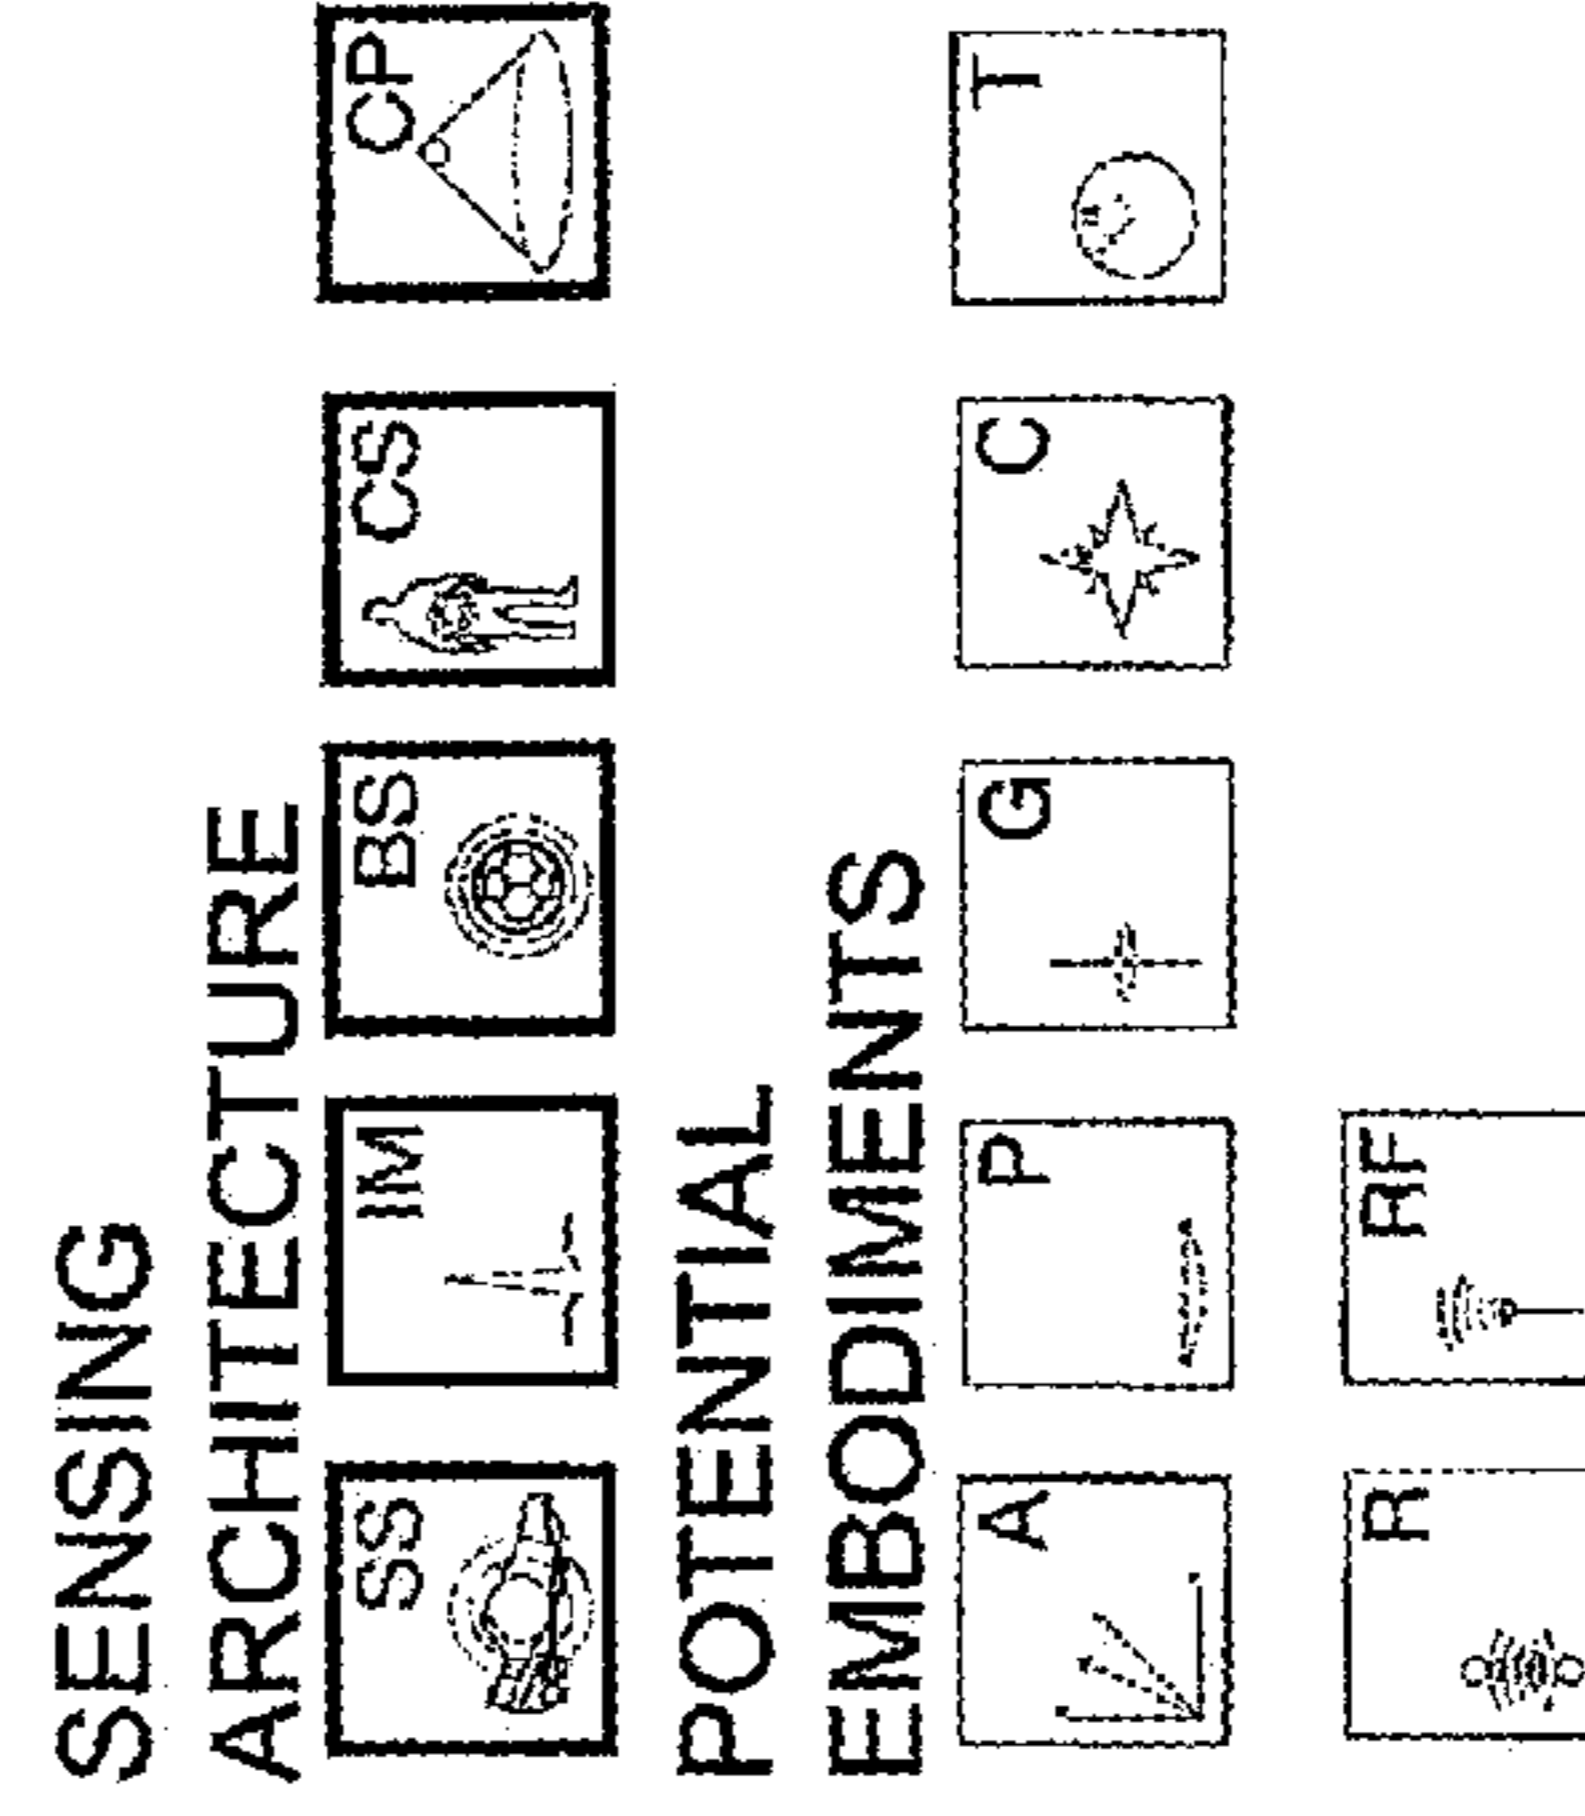 SENSING
ARCHITECTURE
SS IM BS CS CP
POTENTIAL
EMBODIMENTS
A P G C T
R RF